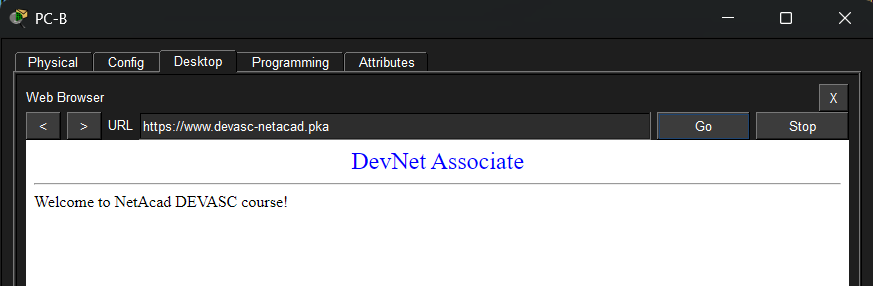 PC-B
Physical Config Desktop Programming Attributes
Web Browser X
< > URL https://www.devasc-netacad.pka Go Stop
DevNet Associate
Welcome to NetAcad DEVASC course!